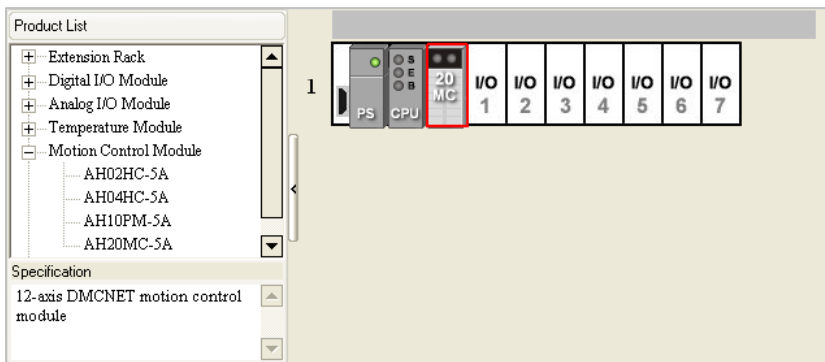 Product List
Extension Rack
Digital I/O Module
Analog I/O Module
Temperature Module
Motion Control Module
AH02HC-5A
AH04HC-5A
AH10PM-5A
AH20MC-5A
Specification
12-axis DMCNET motion control
module
1
PS
CPU
S
E
B
20
MC
I/O I/O I/O I/O I/O I/O I/O
1 2 3 4 5 6 7